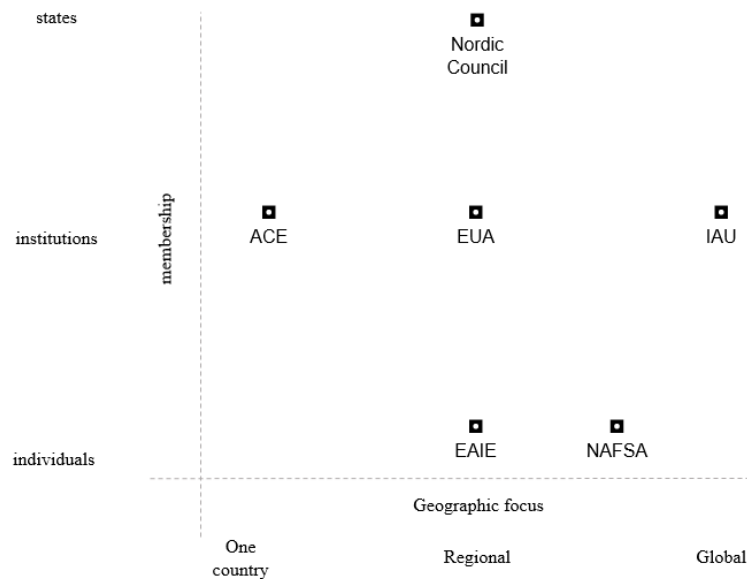 states
Nordic
Council
membership
institutions
ACE
EUA
IAU
individuals
EAIE
NAFSA
Geographic focus
One
country
Regional
Global